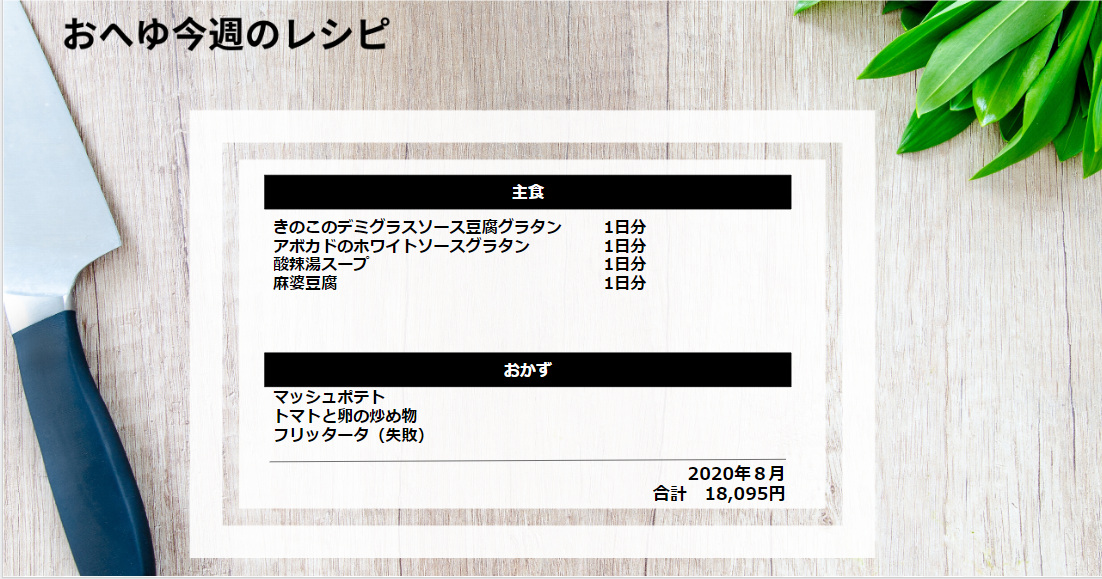 おへゆ今週のレシピ
主食
きのこのデミグラスソース豆腐グラタン　　1日分
アボカドのホワイトソースグラタン　　1日分
酸辣湯スープ　　1日分
麻婆豆腐　　1日分
おかず
マッシュポテト
トマトと卵の炒め物
フリッタータ（失敗）
2020年８月
合計　18,095円